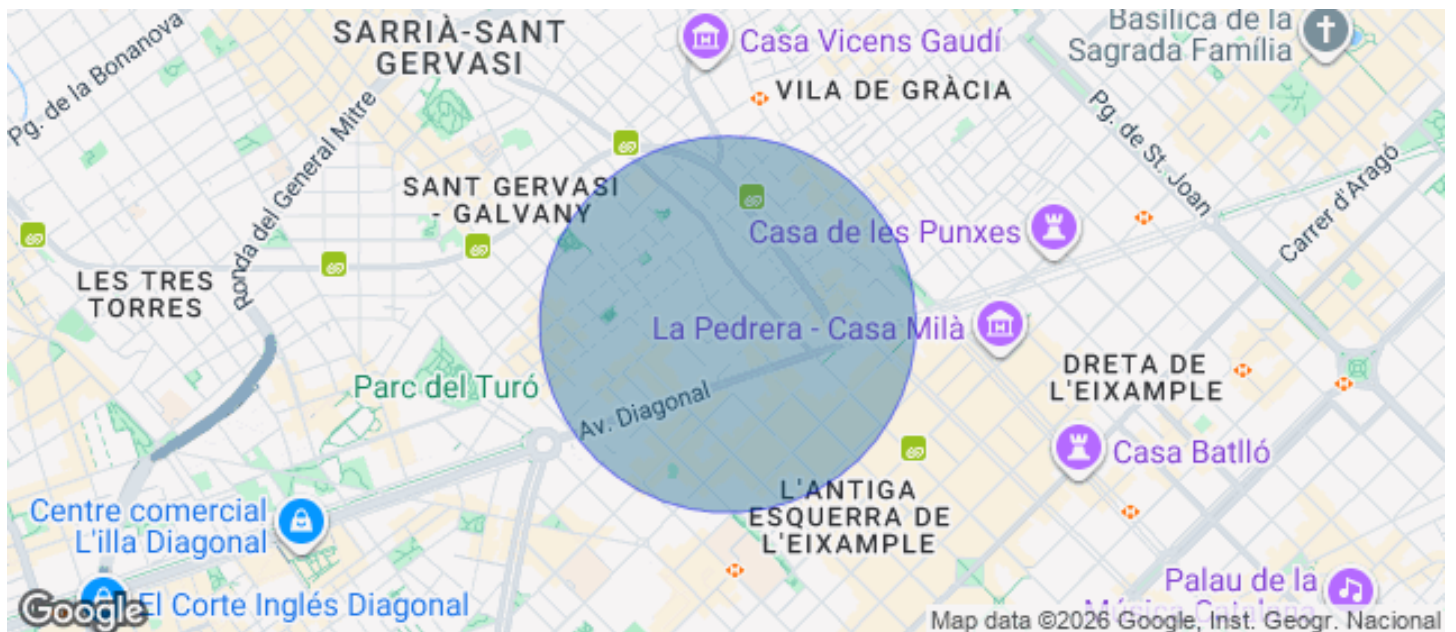 Pg. de la Bonanova
SARRIÀ-SANT
GERVASI
Casa Vicens Gaudí
Basílica de la
Sagrada Família
VILA DE GRÀCIA
Ronda del General Mitre
Pg. de St. Joan
Carrer d'Aragó
SANT GERVASI
- GALVANY
Casa de les Punxes
LES TRES
TORRES
La Pedrera - Casa Milà
DRETA DE
L'EIXAMPLE
Parc del Turó
Av. Diagonal
Casa Batlló
L'ANTIGA
ESQUERRA DE
L'EIXAMPLE
Centre comercial
L'illa Diagonal
El Corte Inglés Diagonal
Palau de la
Música Catalana
Google
Map data ©2026 Google, Inst. Geogr. Nacional